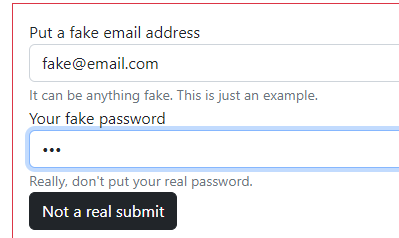 Put a fake email address
fake@email.com
It can be anything fake. This is just an example.
Your fake password
•••
Really, don't put your real password.
Not a real submit